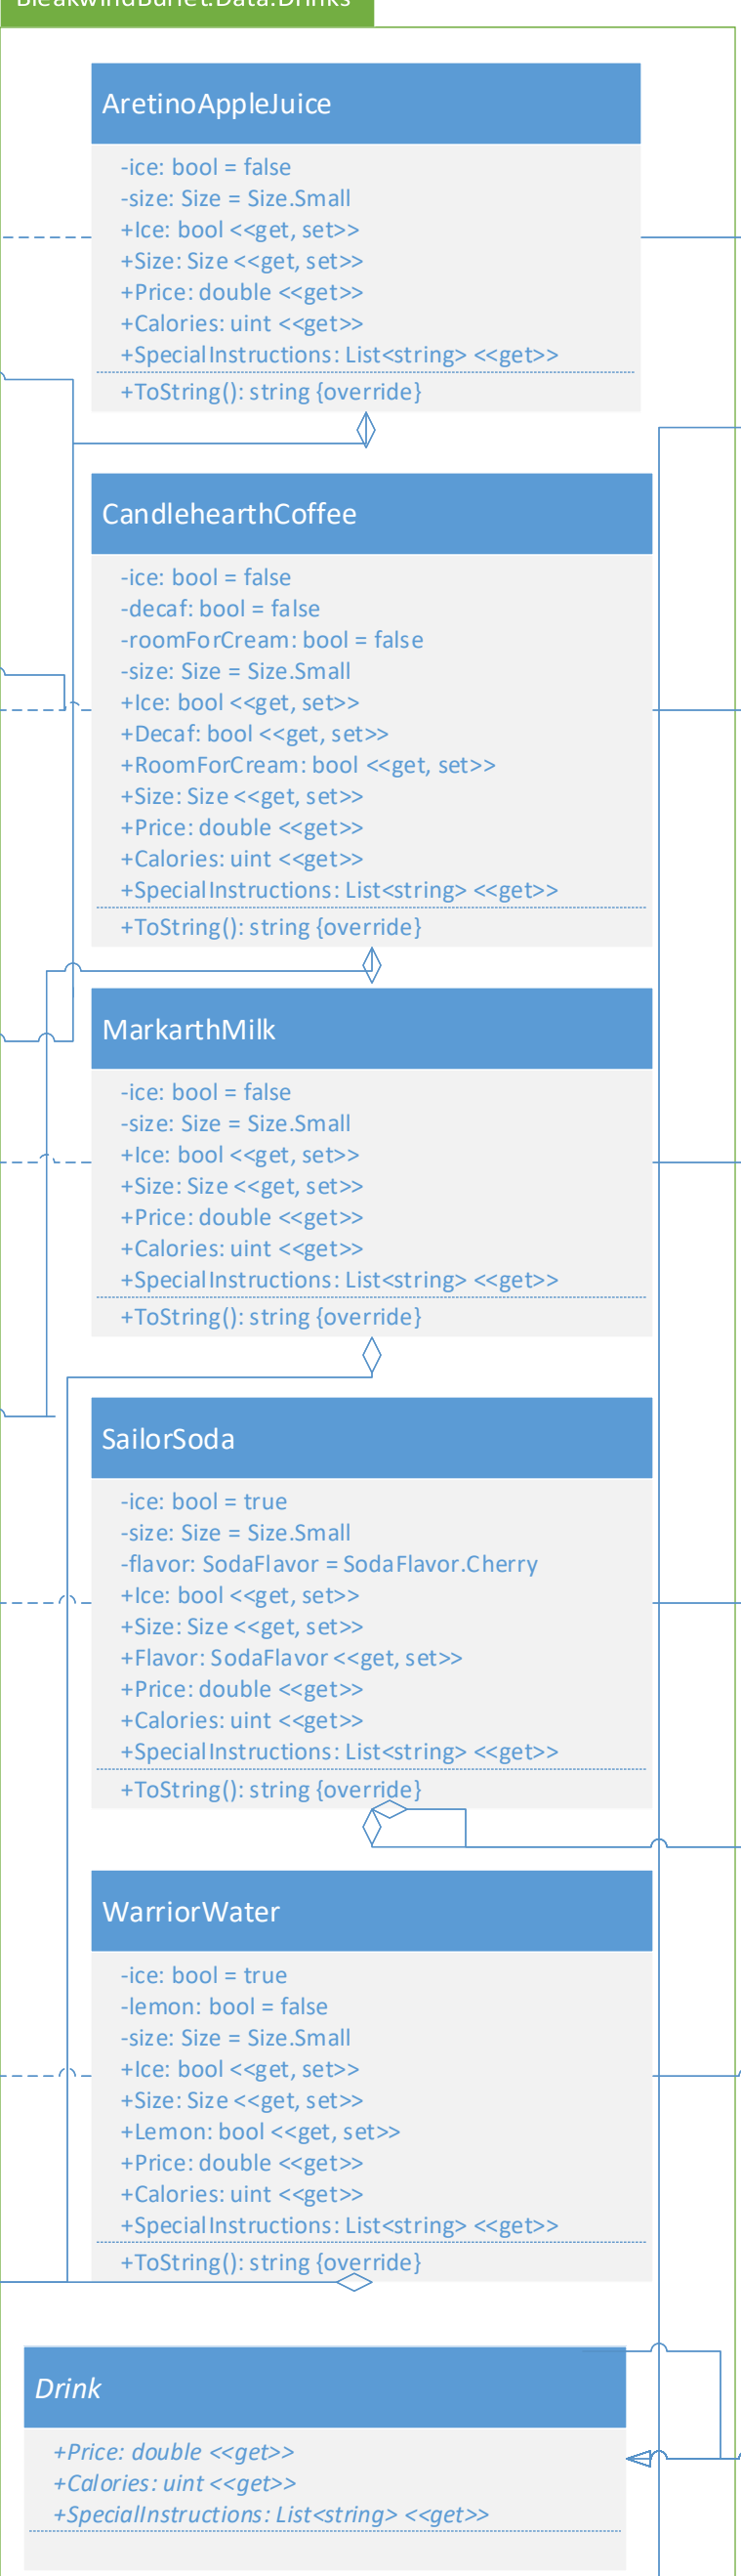 BleakwindBuffet.Data.Drinks
AretinoAppleJuice
-ice: bool = false
-size: Size = Size.Small
+Ice: bool <<get, set>>
+Size: Size <<get, set>>
+Price: double <<get>>
+Calories: uint <<get>>
+SpecialInstructions: List<string> <<get>>
+ToString(): string {override}
CandlehearthCoffee
-ice: bool = false
-decaf: bool = false
-roomForCream: bool = false
-size: Size = Size.Small
+Ice: bool <<get, set>>
+Decaf: bool <<get, set>>
+RoomForCream: bool <<get, set>>
+Size: Size <<get, set>>
+Price: double <<get>>
+Calories: uint <<get>>
+SpecialInstructions: List<string> <<get>>
+ToString(): string {override}
MarkarthMilk
-ice: bool = false
-size: Size = Size.Small
+Ice: bool <<get, set>>
+Size: Size <<get, set>>
+Price: double <<get>>
+Calories: uint <<get>>
+SpecialInstructions: List<string> <<get>>
+ToString(): string {override}
SailorSoda
-ice: bool = true
-size: Size = Size.Small
-flavor: SodaFlavor = SodaFlavor.Cherry
+Ice: bool <<get, set>>
+Size: Size <<get, set>>
+Flavor: SodaFlavor <<get, set>>
+Price: double <<get>>
+Calories: uint <<get>>
+SpecialInstructions: List<string> <<get>>
+ToString(): string {override}
WarriorWater
-ice: bool = true
-lemon: bool = false
-size: Size = Size.Small
+Ice: bool <<get, set>>
+Size: Size <<get, set>>
+Lemon: bool <<get, set>>
+Price: double <<get>>
+Calories: uint <<get>>
+SpecialInstructions: List<string> <<get>>
+ToString(): string {override}
Drink
+Price: double <<get>>
+Calories: uint <<get>>
+SpecialInstructions: List<string> <<get>>